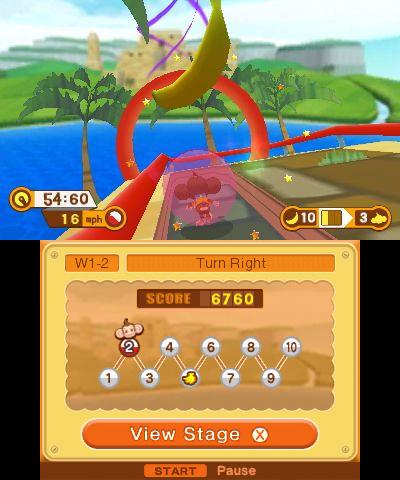 54:60
16 mph
10 3
W1-2 Turn Right
SCORE 6760
2 4 6 8 10
1 3 7 9
View Stage X
START Pause